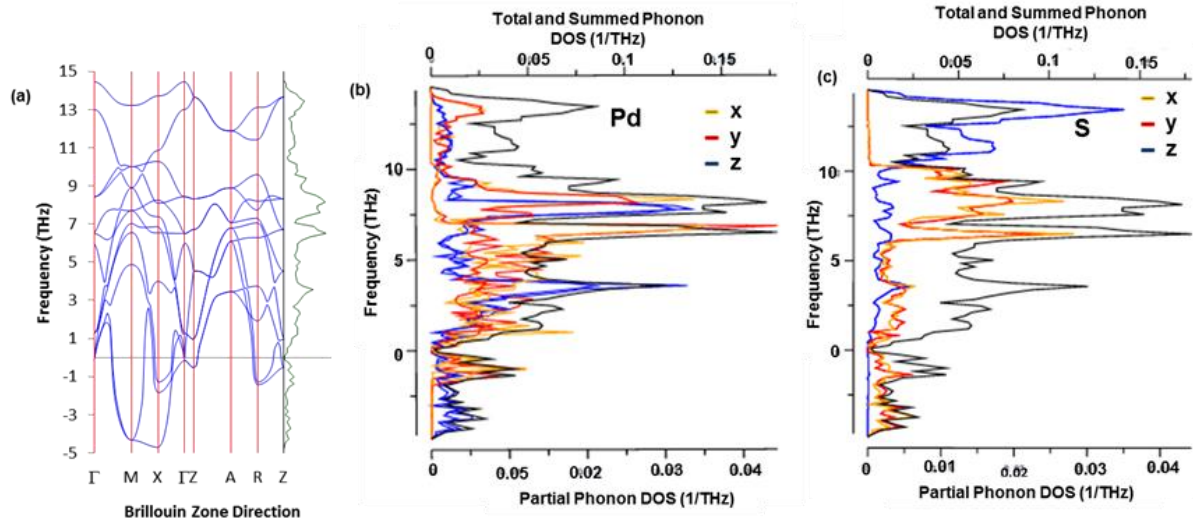 (a)
15
13
11
9
7
5
3
1
-1
-3
-5
Frequency (THz)
Γ M X Γ Z A R Z
Brillouin Zone Direction
(b)
Total and Summed Phonon
DOS (1/THz)
0 0.05 0.1 0.15
Pd
x
y
z
10
5
0
Frequency (THz)
0 0.05 0.02 0.03 0.04
Partial Phonon DOS (1/THz)
(c)
Total and Summed Phonon
DOS (1/THz)
0 0.05 0.1 0.15
S
x
y
z
10
5
0
Frequency (THz)
0 0.01 0.02 0.03 0.04
Partial Phonon DOS (1/THz)